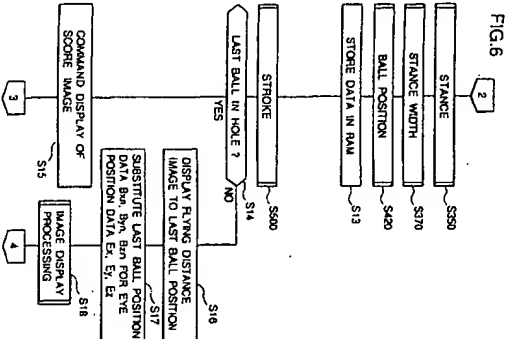 FIG.6
2
STANCE
S350
STANCE WIDTH
S370
BALL POSITION
S420
STORE DATA IN RAM
S13
STROKE
S500
LAST BALL IN HOLE ?
S14
YES
NO
COMMAND DISPLAY OF
SCORE IMAGE
S15
3
DISPLAY FLYING DISTANCE
IMAGE TO LAST BALL POSITION
S16
SUBSTITUTE LAST BALL POSITION
DATA Bxn, Byn, Bzn FOR EYE
POSITION DATA Ex, Ey, Ez
S17
IMAGE DISPLAY
PROCESSING
S18
4